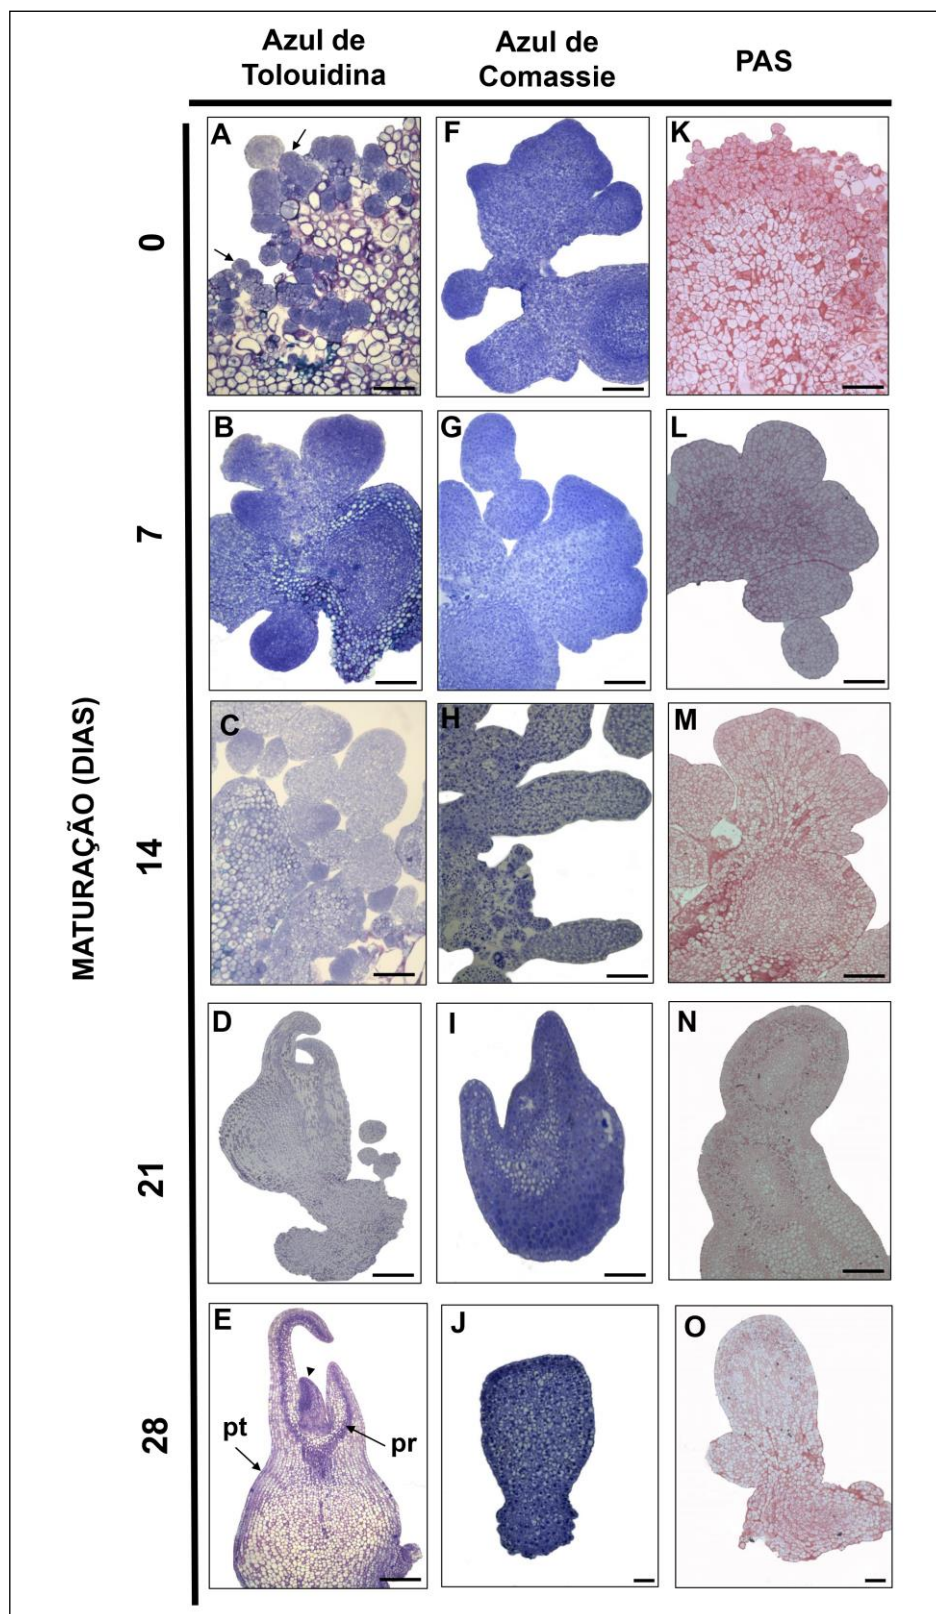 Azul de
Tolouidina
Azul de
Comassie
PAS
MATURAÇÃO (DIAS)
0
A
F
K
7
B
G
L
14
C
H
M
21
D
I
N
28
E
pt
pr
J
O